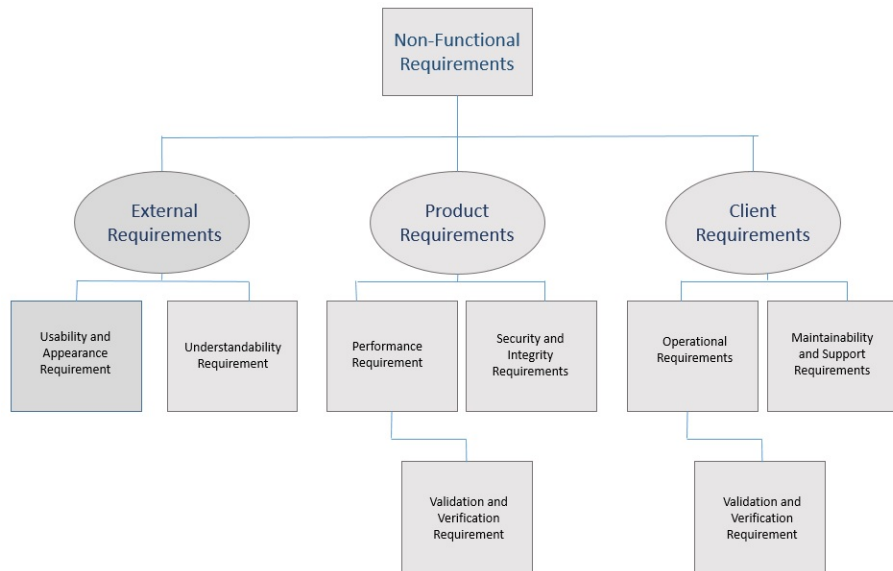 Non-Functional
Requirements
External
Requirements
Product
Requirements
Client
Requirements
Usability and
Appearance
Requirement
Understandability
Requirement
Performance
Requirement
Security and
Integrity
Requirements
Operational
Requirements
Maintainability
and Support
Requirements
Validation and
Verification
Requirement
Validation and
Verification
Requirement